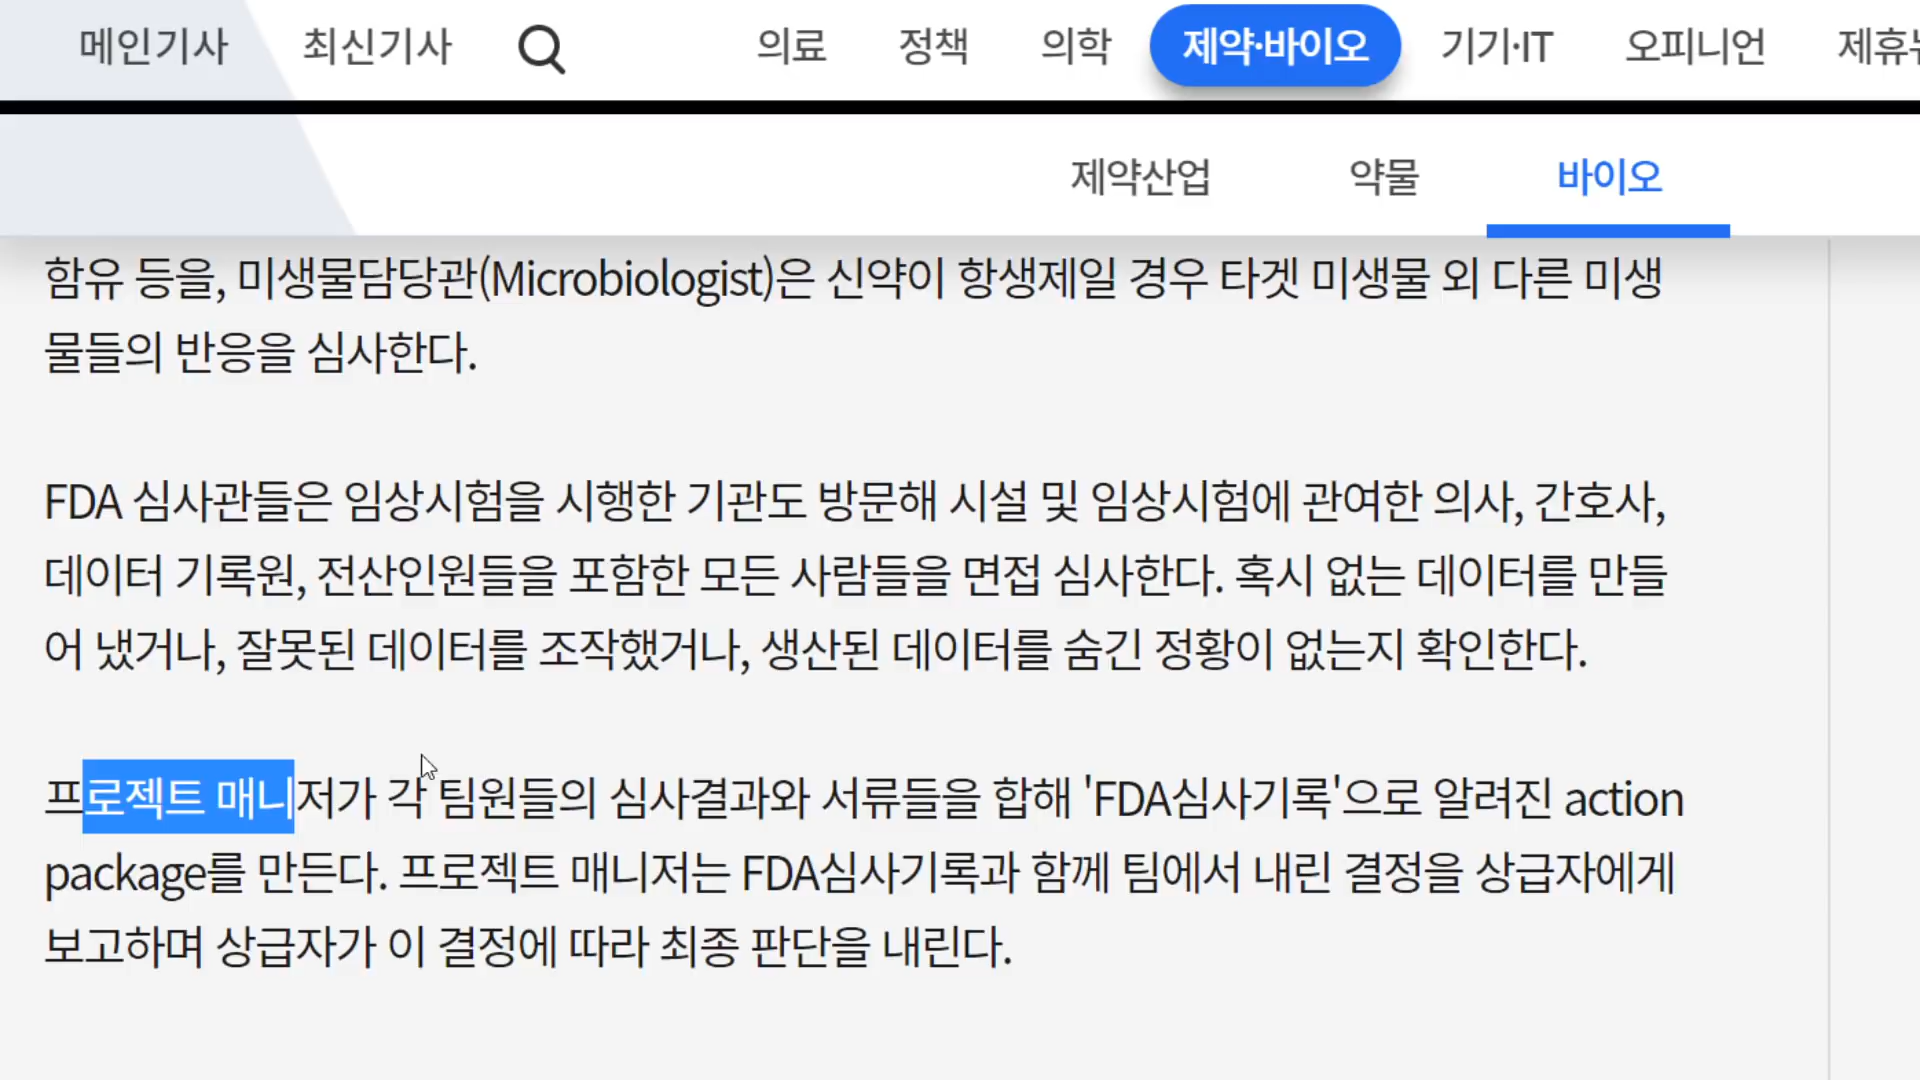 메인기사 최신기사 의료 정책 의학 제약·바이오 기기·IT 오피니언
제약산업 약물 바이오
함유 등을, 미생물담당관(Microbiologist)은 신약이 항생제일 경우 타겟 미생물 외 다른 미생
물들의 반응을 심사한다.
FDA 심사관들은 임상시험을 시행한 기관도 방문해 시설 및 임상시험에 관여한 의사, 간호사,
데이터 기록원, 전산인원들을 포함한 모든 사람들을 면접 심사한다. 혹시 없는 데이터를 만들
어 냈거나, 잘못된 데이터를 조작했거나, 생산된 데이터를 숨긴 정황이 없는지 확인한다.
프로젝트 매니저가 각 팀원들의 심사결과와 서류들을 합해 'FDA심사기록'으로 알려진 action
package를 만든다. 프로젝트 매니저는 FDA심사기록과 함께 팀에서 내린 결정을 상급자에게
보고하며 상급자가 이 결정에 따라 최종 판단을 내린다.